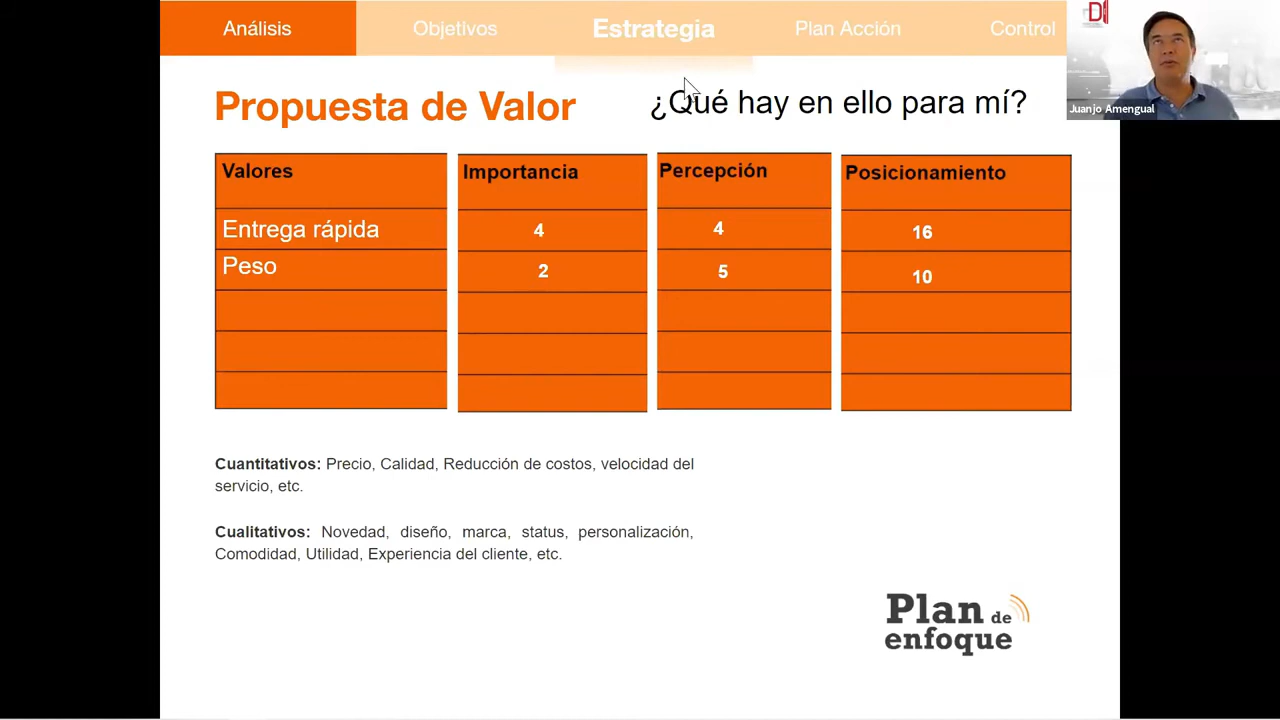 Análisis
Objetivos
Estrategia
Plan Acción
Control
D
Juanjo Amengual
Propuesta de Valor
¿Qué hay en ello para mí?
Valores Importancia Percepción Posicionamiento
Entrega rápida 4 4 16
Peso 2 5 10
Cuantitativos: Precio, Calidad, Reducción de costos, velocidad del
servicio, etc.
Cualitativos: Novedad, diseño, marca, status, personalización,
Comodidad, Utilidad, Experiencia del cliente, etc.
Plan de
enfoque